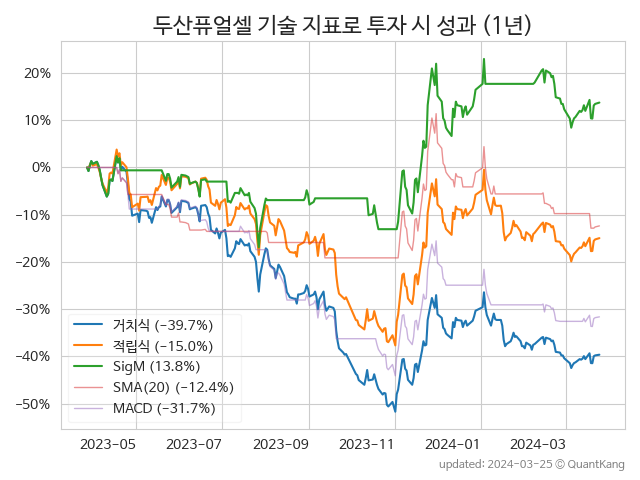 두산퓨얼셀 기술 지표로 투자 시 성과 (1년)
20%
10%
0%
−10%
−20%
−30%
−40%
−50%
거치식 (−39.7%)
적립식 (−15.0%)
SigM (13.8%)
SMA(20) (−12.4%)
MACD (−31.7%)
2023-05 2023-07 2023-09 2023-11 2024-01 2024-03
updated: 2024-03-25 © QuantKang